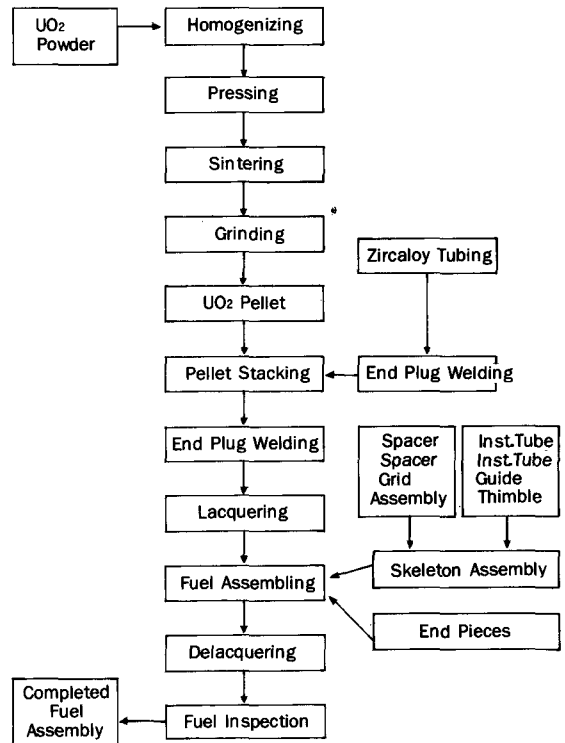 UO2
Powder
Homogenizing
Pressing
Sintering
Grinding
Zircaloy Tubing
UO2 Pellet
Pellet Stacking
End Plug Welding
End Plug Welding
Spacer
Spacer
Grid
Assembly
Inst.Tube
Inst.Tube
Guide
Thimble
Lacquering
Fuel Assembling
Skeleton Assembly
End Pieces
Delacquering
Completed
Fuel
Assembly
Fuel Inspection